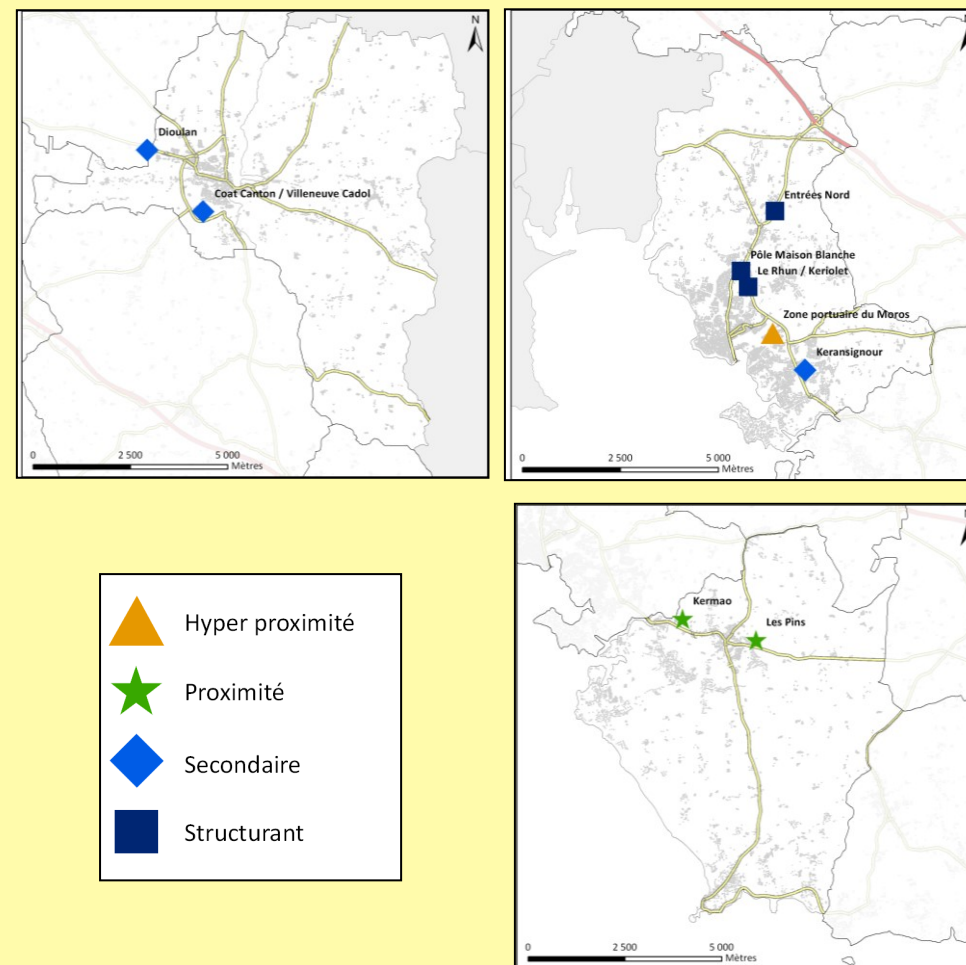 N
Dioulan
Coat Canton / Villeneuve Cadol
0 2 500 5 000
Mètres
Entrées Nord
Pôle Maison Blanche
Le Rhun / Keriolet
Zone portuaire du Moros
Keransignour
0 2 500 5 000
Mètres
Hyper proximité
Proximité
Secondaire
Structurant
Kermao
Les Pins
0 2 500 5 000
Mètres